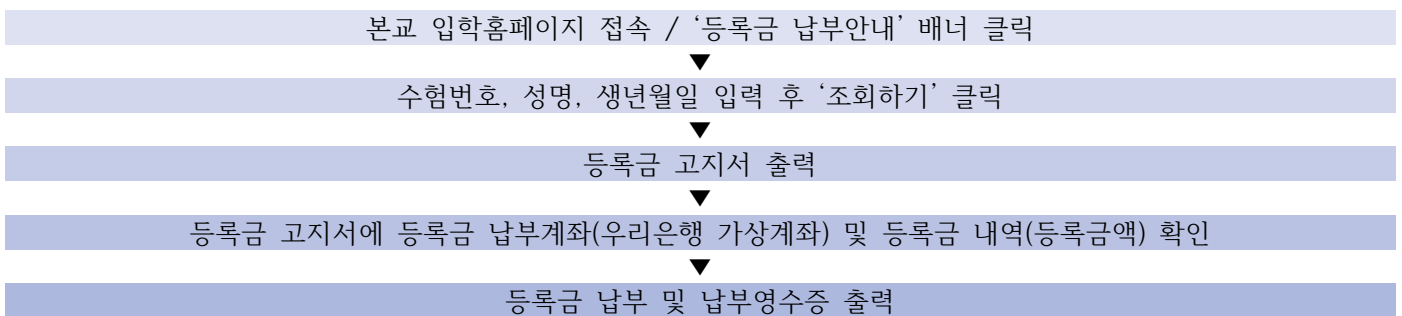 본교 입학홈페이지 접속 / ‘등록금 납부안내’ 배너 클릭
▼
수험번호, 성명, 생년월일 입력 후 ‘조회하기’ 클릭
▼
등록금 고지서 출력
▼
등록금 고지서에 등록금 납부계좌(우리은행 가상계좌) 및 등록금 내역(등록금액) 확인
▼
등록금 납부 및 납부영수증 출력